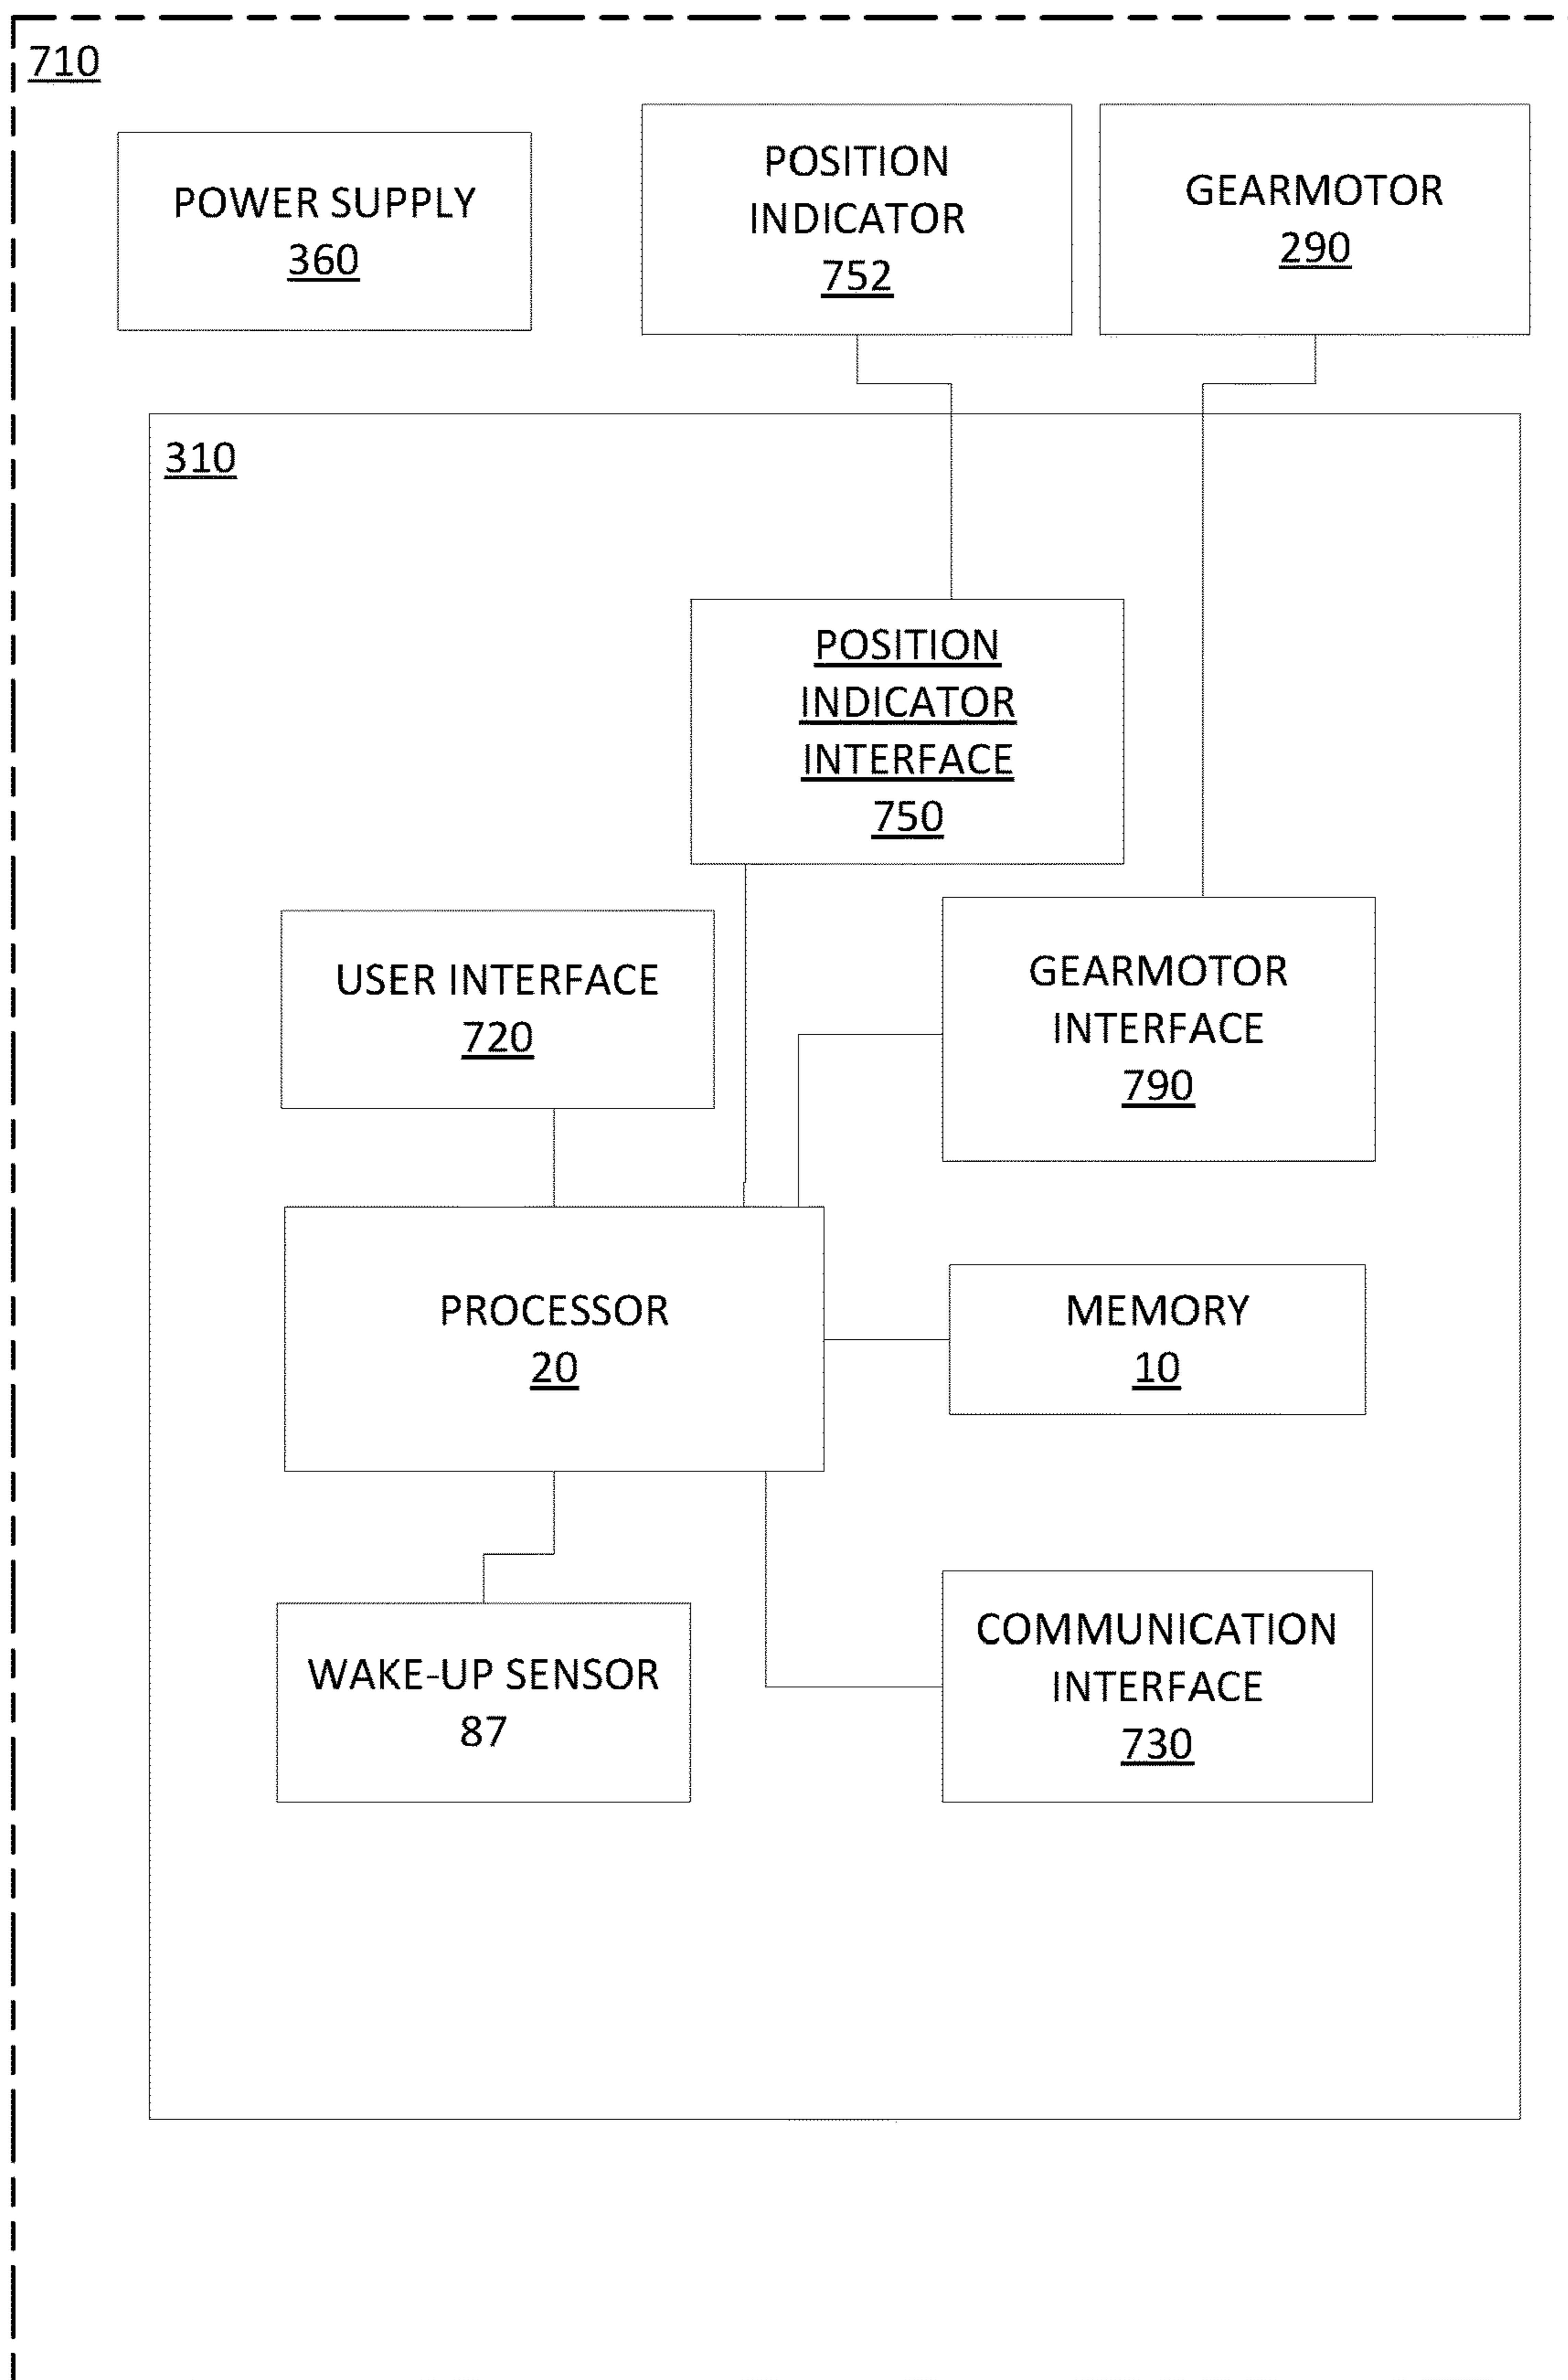 710
POWER SUPPLY
360
POSITION
INDICATOR
752
GEARMOTOR
290
310
POSITION
INDICATOR
INTERFACE
750
USER INTERFACE
720
GEARMOTOR
INTERFACE
790
PROCESSOR
20
MEMORY
10
WAKE-UP SENSOR
87
COMMUNICATION
INTERFACE
730